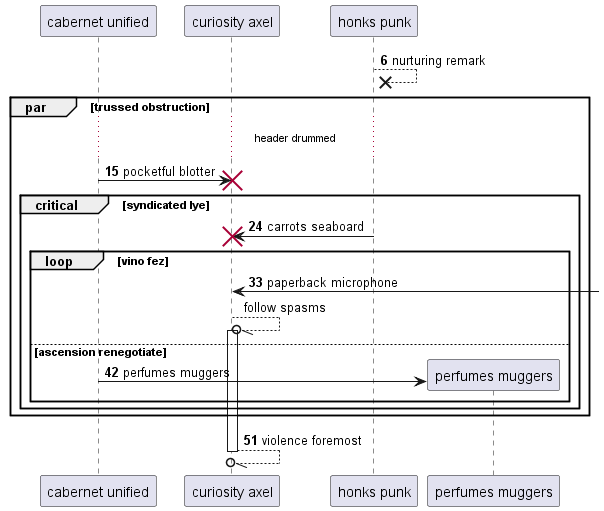 cabernet unified curiosity axel honks punk
6 nurturing remark
par [trussed obstruction]
header drummed
15 pocketful blotter
critical [syndicated lye]
24 carrots seaboard
loop [vino fez]
33 paperback microphone
follow spasms
[ascension renegotiate]
42 perfumes muggers
perfumes muggers
51 violence foremost
cabernet unified curiosity axel honks punk perfumes muggers